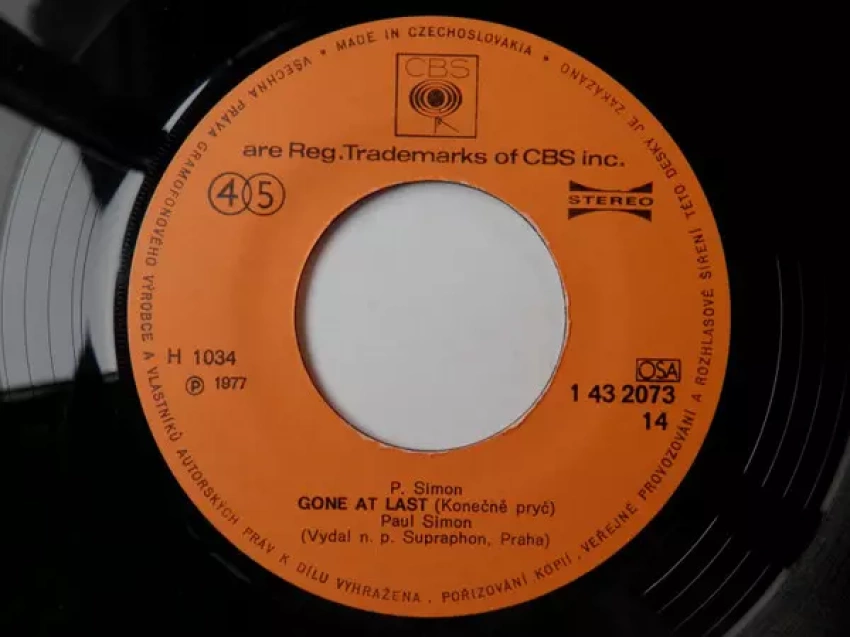 VŠECHNA PRÁVA GRAMOFONOVÉHO VÝROBCE A VLASTNÍKŮ AUTORSKÝCH PRÁV K DÍLU VYHRAŽENA. POŘIZOVÁNÍ KOPIÍ, VEŘEJNÉ PROVOZOVÁNÍ A ROZHLASOVÉ ŠÍŘENÍ TÉTO DESKY JE ZAKÁZÁNO
• MADE IN CZECHOSLOVAKIA •
CBS
are Reg.Trademarks of CBS inc.
45
STEREO
H 1034
℗ 1977
OSA
1 43 2073
14
P. Simon
GONE AT LAST (Konečně pryč)
Paul Simon
(Vydal n. p. Supraphon, Praha)